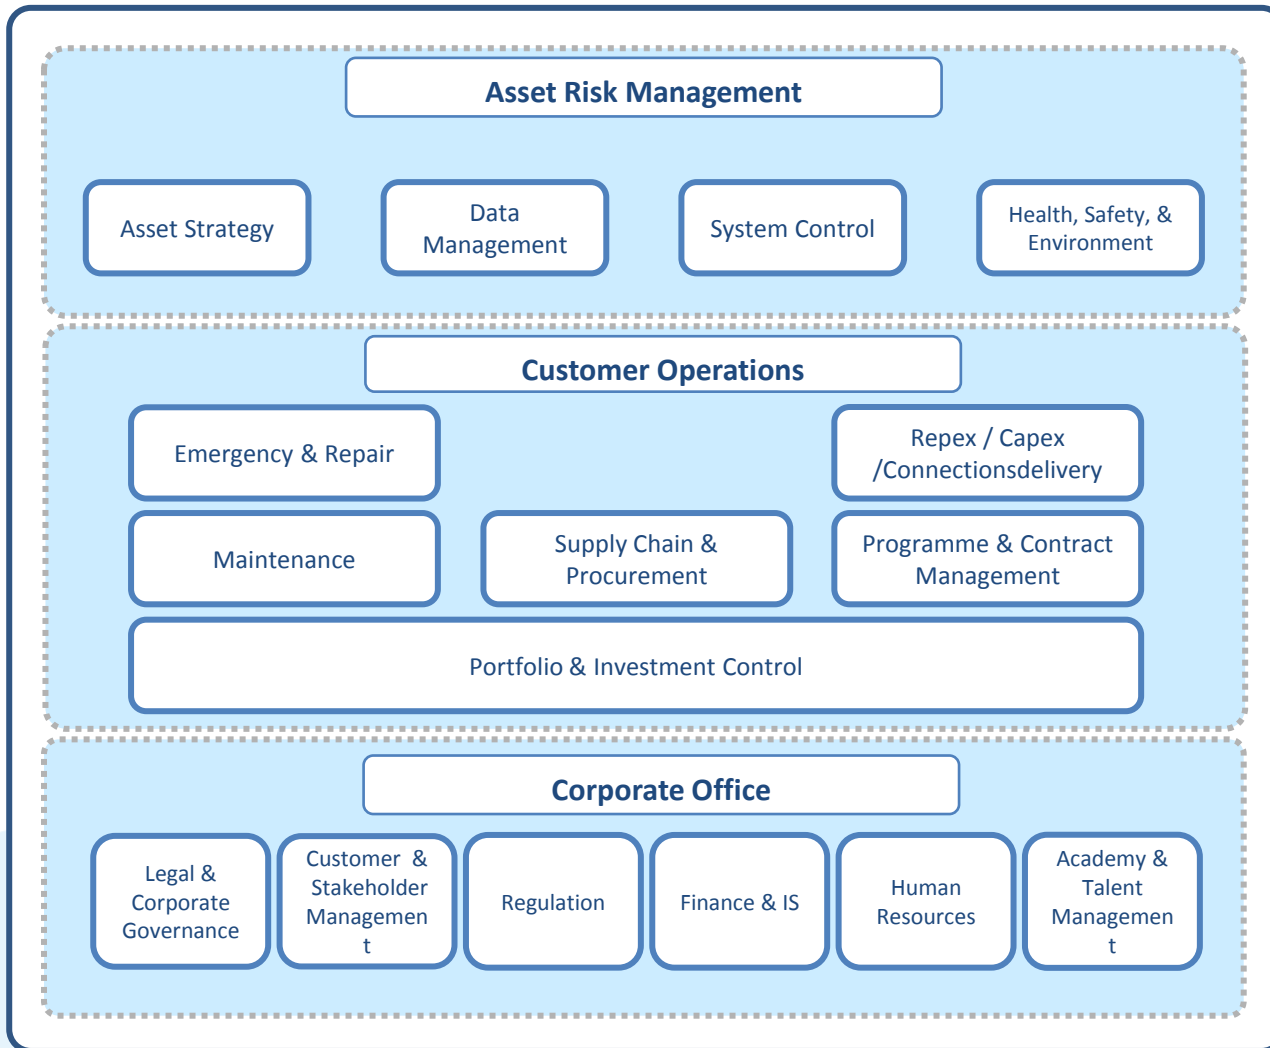 Asset Risk Management
Asset Strategy
Data
Management
System Control
Health, Safety, &
Environment
Customer Operations
Emergency & Repair
Repex / Capex
/Connectionsdelivery
Maintenance
Supply Chain &
Procurement
Programme & Contract
Management
Portfolio & Investment Control
Corporate Office
Legal &
Corporate
Governance
Customer &
Stakeholder
Managemen
t
Regulation
Finance & IS
Human
Resources
Academy &
Talent
Managemen
t